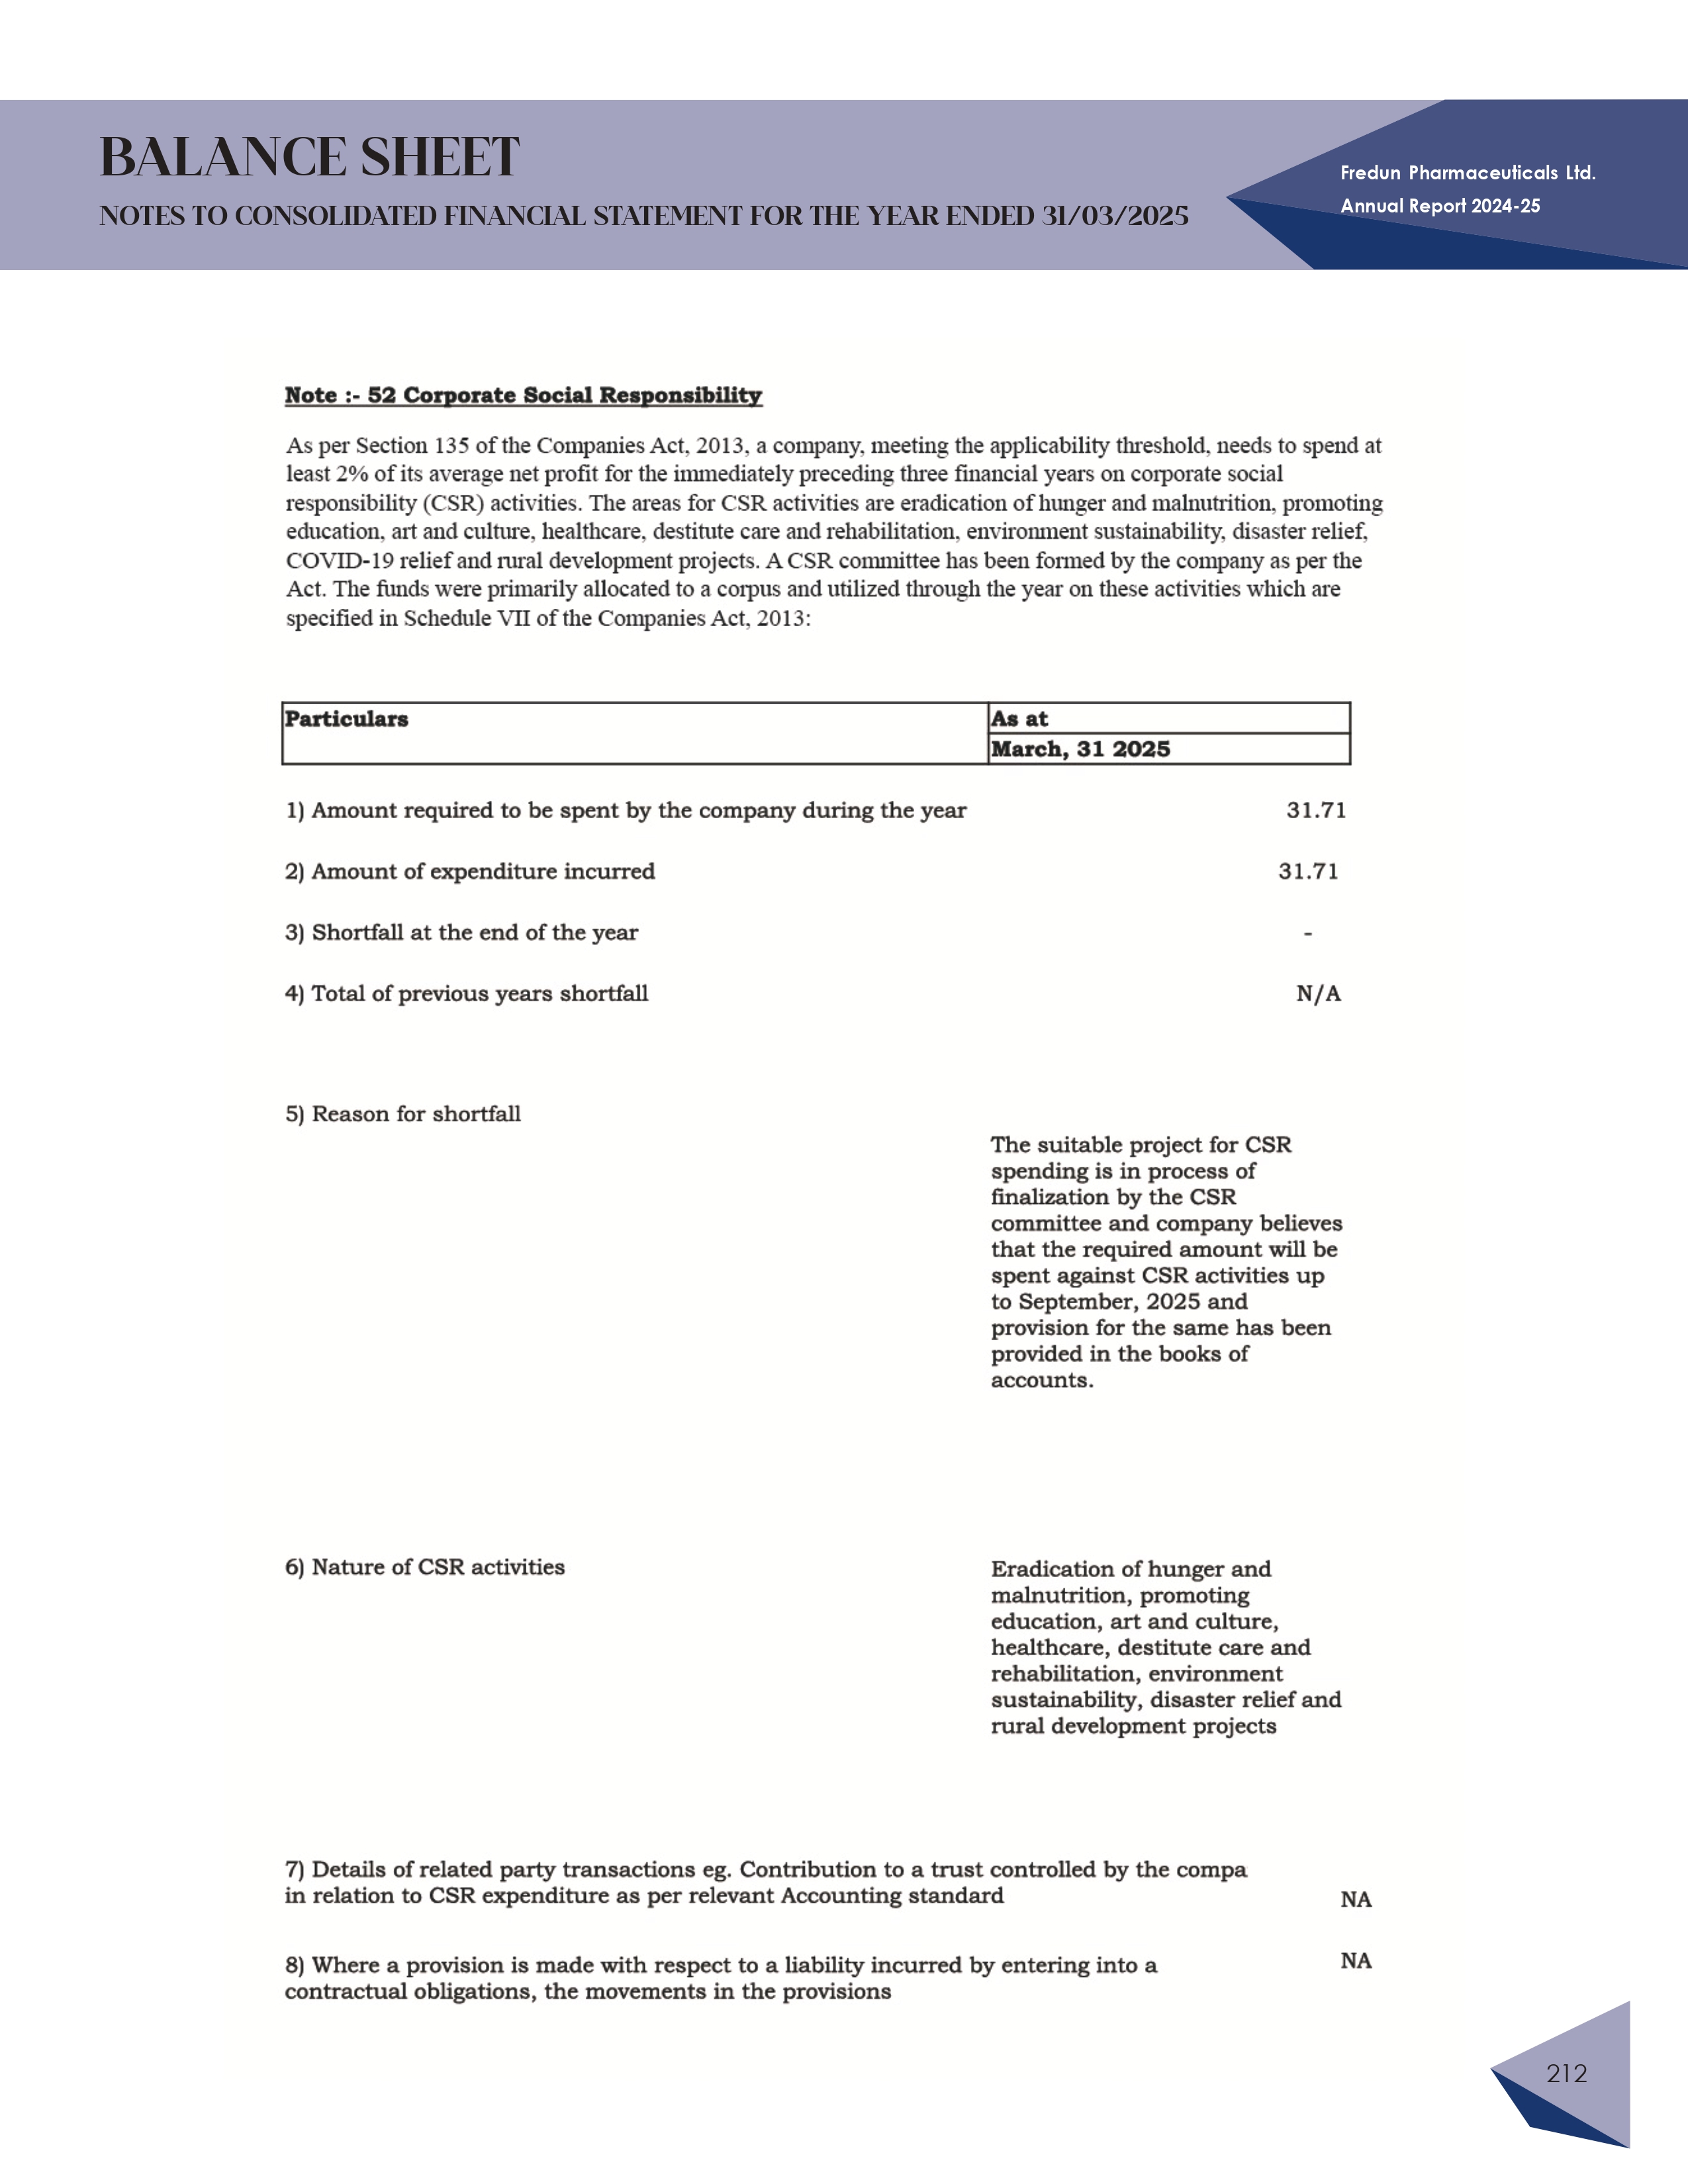 BALANCE SHEET
NOTES TO CONSOLIDATED FINANCIAL STATEMENT FOR THE YEAR ENDED 31/03/2025
Fredun Pharmaceuticals Ltd.
Annual Report 2024-25
Note :- 52 Corporate Social Responsibility
As per Section 135 of the Companies Act, 2013, a company, meeting the applicability threshold, needs to spend at
least 2% of its average net profit for the immediately preceding three financial years on corporate social
responsibility (CSR) activities. The areas for CSR activities are eradication of hunger and malnutrition, promoting
education, art and culture, healthcare, destitute care and rehabilitation, environment sustainability, disaster relief,
COVID-19 relief and rural development projects. A CSR committee has been formed by the company as per the
Act. The funds were primarily allocated to a corpus and utilized through the year on these activities which are
specified in Schedule VII of the Companies Act, 2013:
Particulars
As at
March, 31 2025
1) Amount required to be spent by the company during the year 31.71
2) Amount of expenditure incurred 31.71
3) Shortfall at the end of the year -
4) Total of previous years shortfall N/A
5) Reason for shortfall
The suitable project for CSR
spending is in process of
finalization by the CSR
committee and company believes
that the required amount will be
spent against CSR activities up
to September, 2025 and
provision for the same has been
provided in the books of
accounts.
6) Nature of CSR activities
Eradication of hunger and
malnutrition, promoting
education, art and culture,
healthcare, destitute care and
rehabilitation, environment
sustainability, disaster relief and
rural development projects
7) Details of related party transactions eg. Contribution to a trust controlled by the compa
in relation to CSR expenditure as per relevant Accounting standard NA
8) Where a provision is made with respect to a liability incurred by entering into a NA
contractual obligations, the movements in the provisions
212